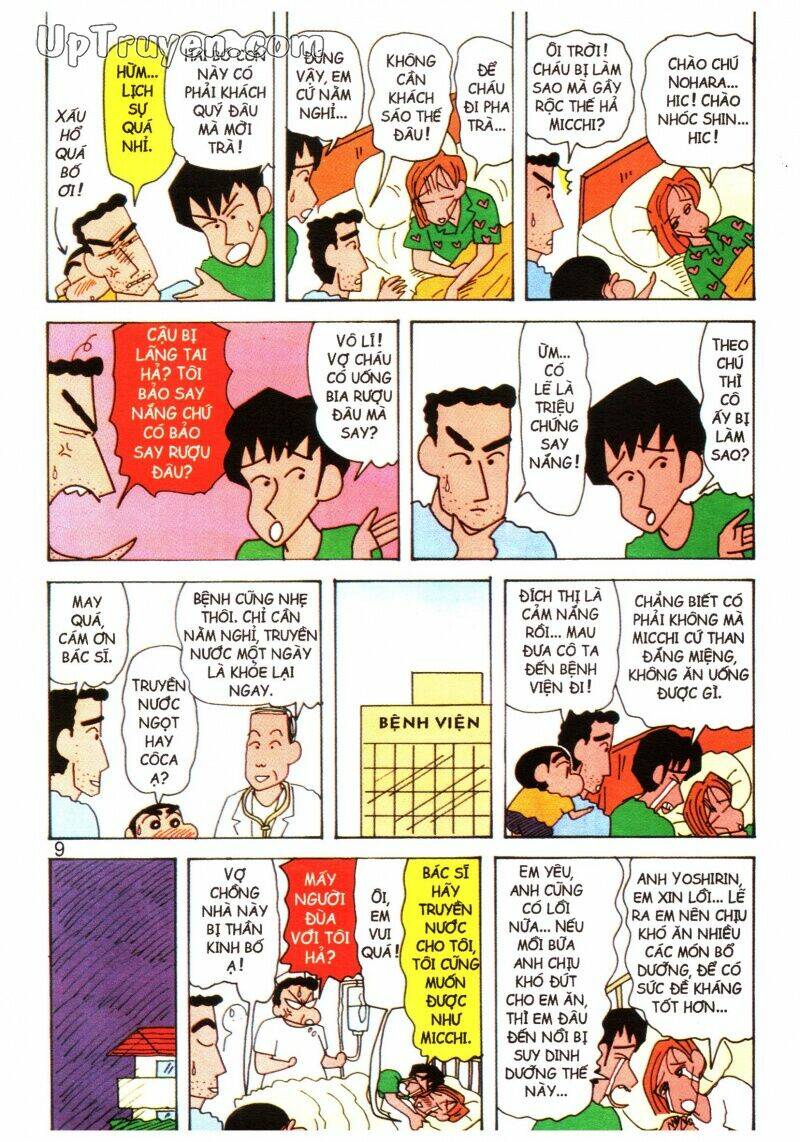 UpTruyen.com
CHÀO CHÚ
NOHARA...
HIC! CHÀO
NHÓC SHIN...
HIC!
ÔI TRỜI!
CHÁU BỊ LÀM
SAO MÀ GẦY
RỘC THẾ HẢ
MICCHI?
ĐỂ
CHÁU
ĐI PHA
TRÀ...
KHÔNG
CẦN
KHÁCH
SÁO THẾ
ĐÂU!
ĐÚNG
VẬY, EM
CỨ NẰM
NGHỈ...
HAI BỐ CON
NÀY CÓ
PHẢI KHÁCH
QUÝ ĐÂU
MÀ MỜI
TRÀ!
HỪM...
LỊCH
SỰ
QUÁ
NHỈ.
XẤU
HỔ
QUÁ
BỐ
ƠI!
THEO
CHÚ
THÌ
CÔ
ẤY BỊ
LÀM
SAO?
ỪM...
CÓ
LẼ LÀ
TRIỆU
CHỨNG
SAY
NẮNG!
VÔ LÍ!
VỢ CHÁU
CÓ UỐNG
BIA RƯỢU
ĐÂU MÀ
SAY?
CẬU BỊ
LÃNG TAI
HẢ? TÔI
BẢO SAY
NẮNG CHỨ
CÓ BẢO
SAY RƯỢU
ĐÂU?
CHẲNG BIẾT CÓ
PHẢI KHÔNG MÀ
MICCHI CỨ THAN
ĐẮNG MIỆNG,
KHÔNG ĂN UỐNG
ĐƯỢC GÌ.
ĐÍCH THỊ LÀ
CẢM NẮNG
RỒI... MAU
ĐƯA CÔ TA
ĐẾN BỆNH
VIỆN ĐI!
BỆNH VIỆN
BỆNH CŨNG NHẸ
THÔI. CHỈ CẦN
NẰM NGHỈ, TRUYỀN
NƯỚC MỘT NGÀY
LÀ KHỎE LẠI
NGAY.
TRUYỀN
NƯỚC
NGỌT
HAY
CÔCA
Ạ?
MAY
QUÁ,
CÁM ƠN
BÁC SĨ.
9
ANH YOSHIRIN,
EM XIN LỖI... LẼ
RA EM NÊN CHỊU
KHÓ ĂN NHIỀU
CÁC MÓN BỔ
DƯỠNG, ĐỂ CÓ
SỨC ĐỀ KHÁNG
TỐT HƠN...
EM YÊU,
ANH CŨNG
CÓ LỖI
NỮA... NẾU
MỖI BỮA
ANH CHỊU
KHÓ ĐÚT
CHO EM ĂN,
THÌ EM ĐÂU
ĐẾN NỖI BỊ
SUY DINH
DƯỠNG THẾ
NÀY...
BÁC SĨ
HÃY
TRUYỀN
NƯỚC
CHO TÔI,
TÔI CŨNG
MUỐN
ĐƯỢC
NHƯ
MICCHI.
ÔI,
EM
VUI
QUÁ!
MẤY
NGƯỜI
ĐÙA
VỚI TÔI
HẢ?
VỢ
CHỒNG
NHÀ NÀY
BỊ THẦN
KINH BỐ
Ạ!